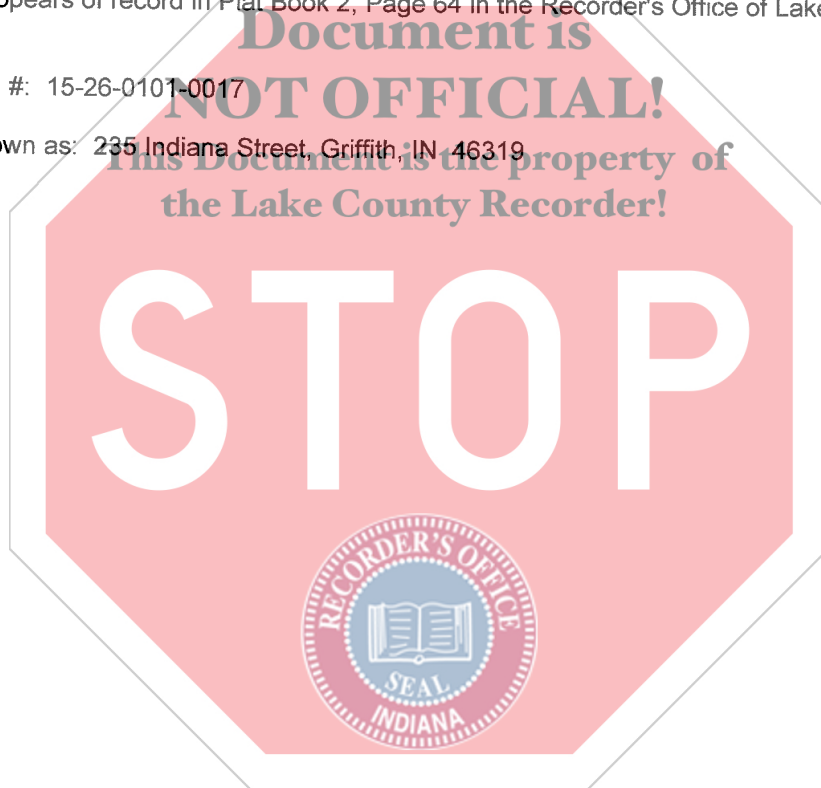 ppears of record in Plat Book 2, Page 64 in the Recorder's Office of Lake
Document is
#: 15-26-0101-0017
NOT OFFICIAL!
wn as: 235 Indiana Street, Griffith, IN 46319
This Document is the property of
the Lake County Recorder!
STOP
RECORDER'S OFFICE
SEAL
INDIANA